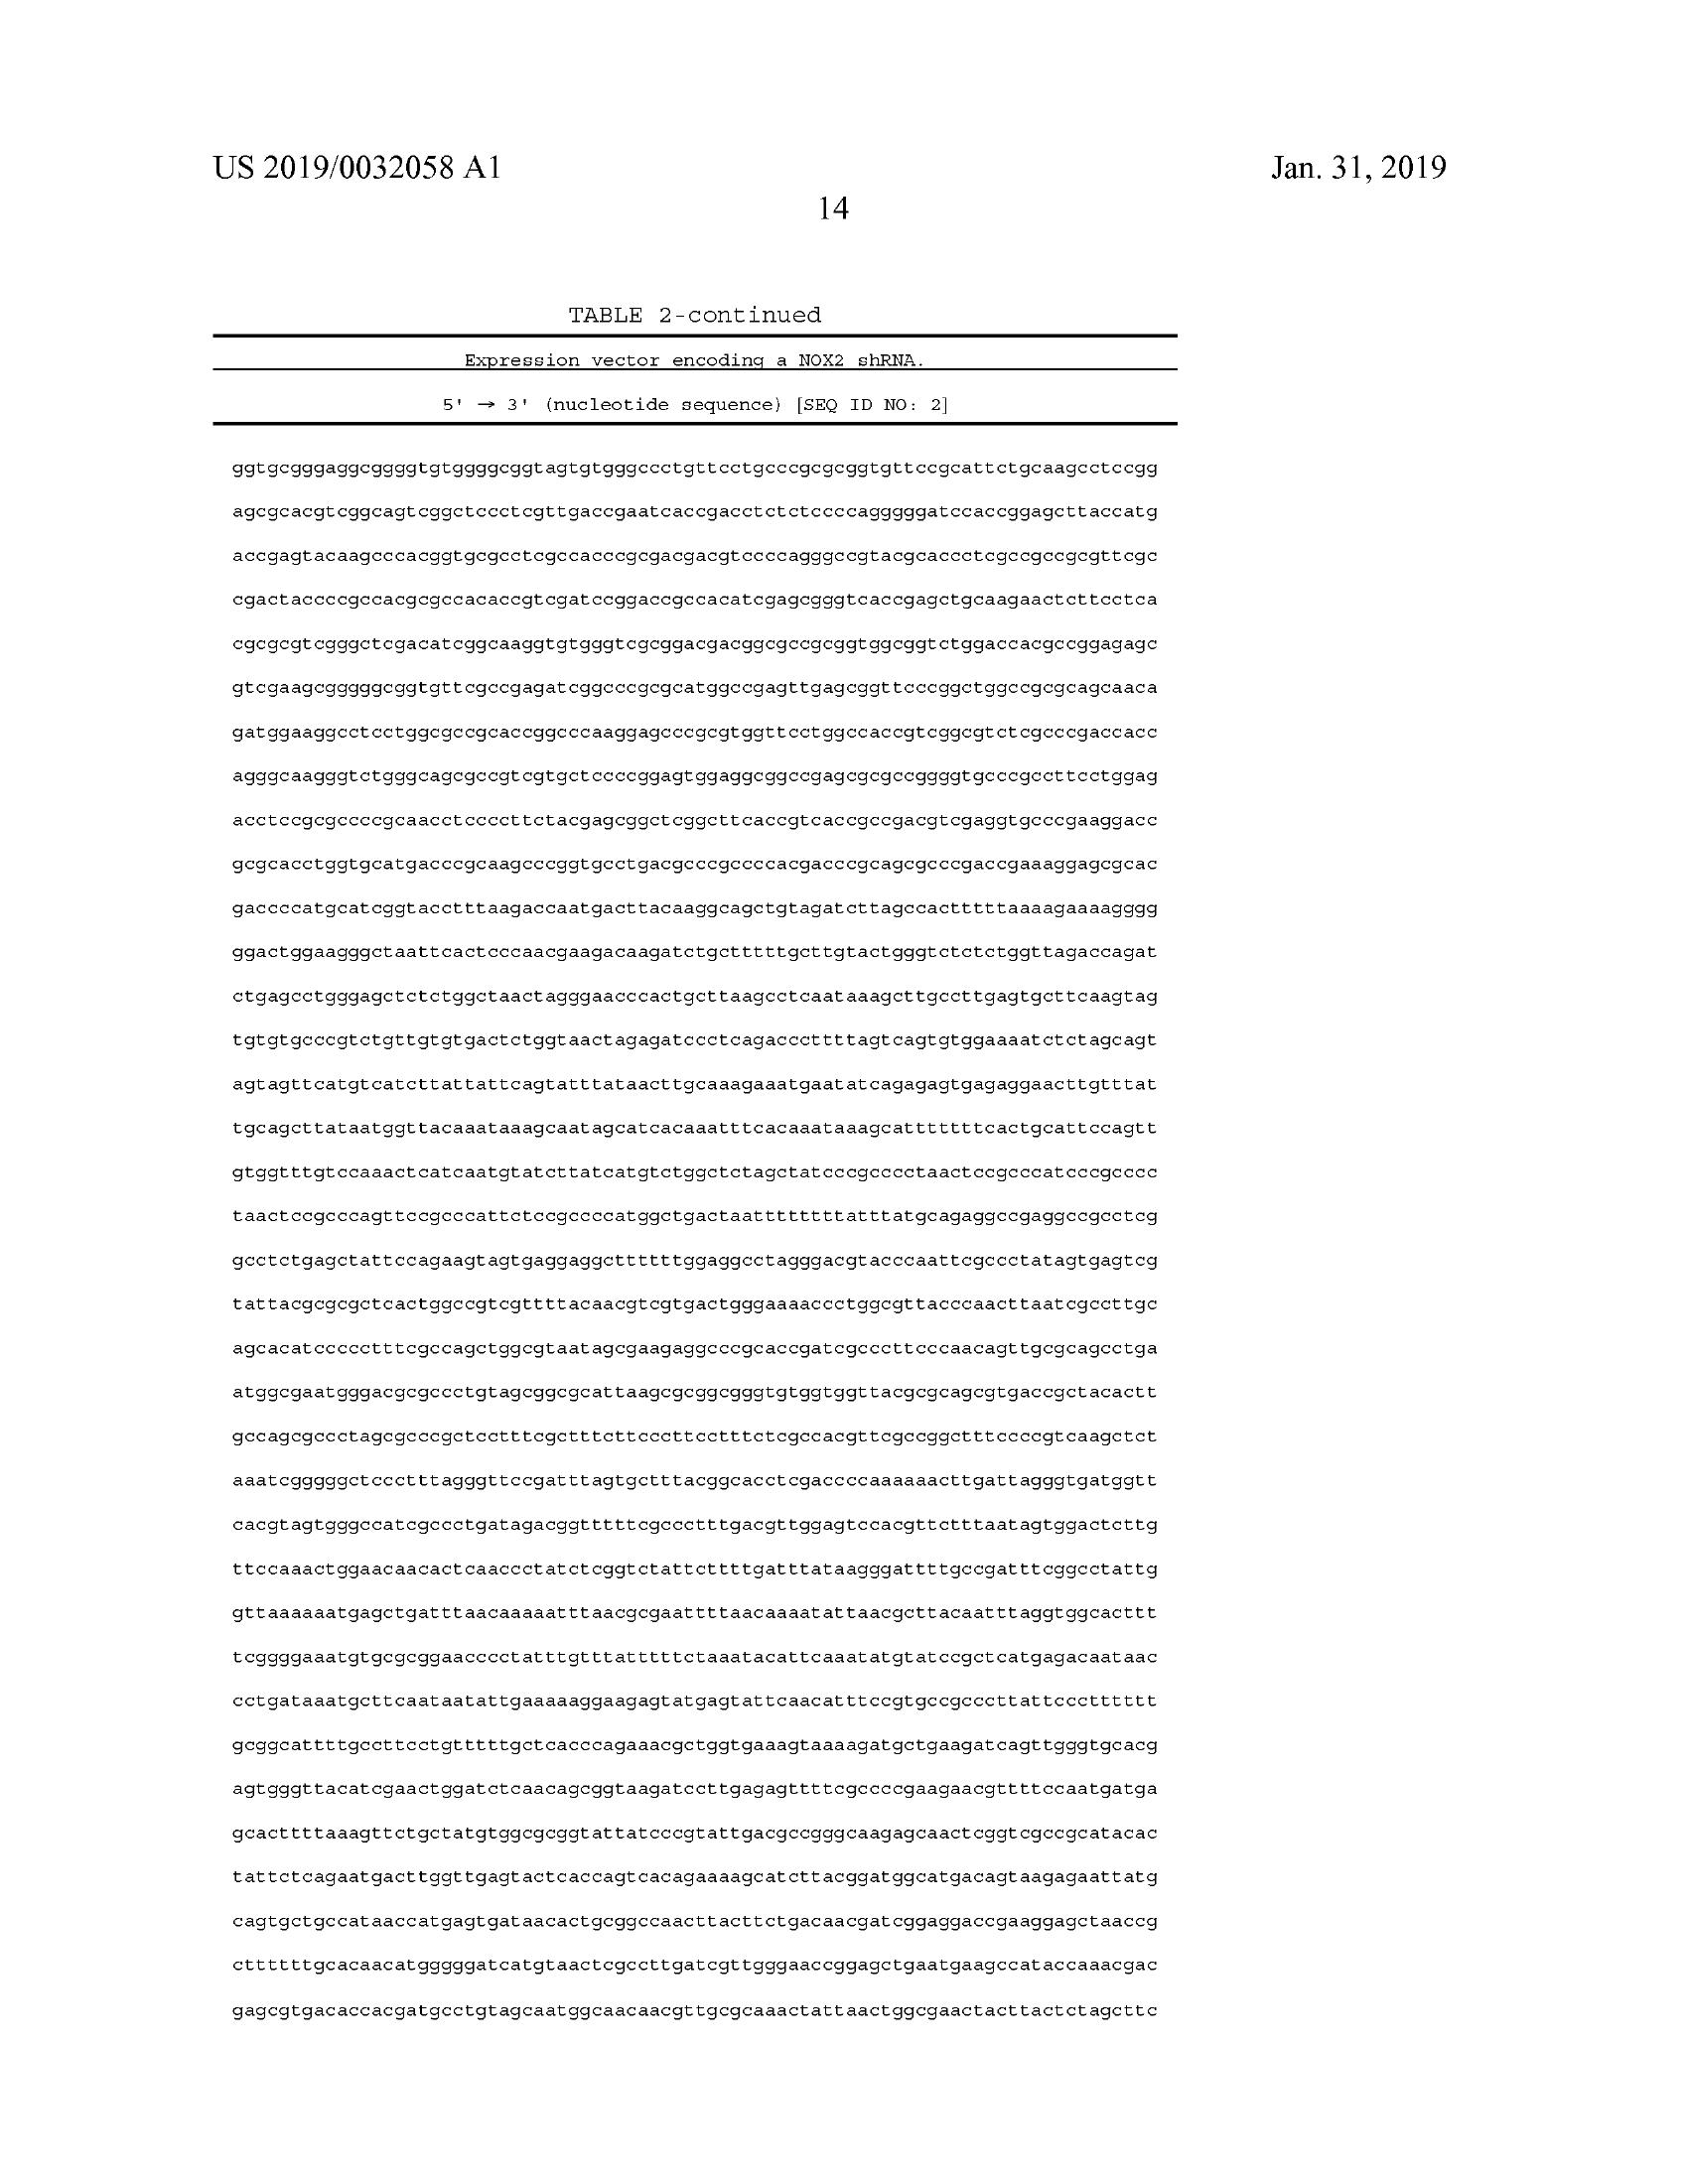 US 2019/0032058 A1
Jan. 31, 2019
14
TABLE 2-continued
Expression vector encoding a NOX2 shRNA.
5' → 3' (nucleotide sequence) [SEQ ID NO: 2]
ggtgcgggaggcggggtgtggggcggtagtgtgggccctgttcctgcccgcgcggtgttccgcattctgcaagcctccgg
agcgcacgtcggcagtcggctccctcgttgaccgaatcaccgacctctctccccagggggatccaccggagcttaccatg
accgagtacaagcccacggtgcgcctcgccacccgcgacgacgtccccagggccgtacgcaccctcgccgccgcgttcgc
cgactaccccgccacgcgccacaccgtcgatccggaccgccacatcgagcgggtcaccgagctgcaagaactcttcctca
cgcgcgtcgggctcgacatcggcaaggtgtgggtcgcggacgacggcgccgcggtggcggtctggaccacgccggagagc
gtcgaagcgggggcggtgttcgccgagatcggcccgcgcatggccgagttgagcggttcccggctggccgcgcagcaaca
gatggaaggcctcctggcgccgcaccggcccaaggagcccgcgtggttcctggccaccgtcggcgtctcgcccgaccacc
agggcaagggtctgggcagcgccgtcgtgctccccggagtggaggcggccgagcgcgccggggtgcccgccttcctggag
acctccgcgccccgcaacctccccttctacgagcggctcggcttcaccgtcaccgccgacgtcgaggtgcccgaaggacc
gcgcacctggtgcatgacccgcaagcccggtgcctgacgcccgccccacgacccgcagcgcccgaccgaaaggagcgcac
gaccccatgcatcggtacctttaagaccaatgacttacaaggcagctgtagatcttagccactttttaaaagaaaagggg
ggactggaagggctaattcactcccaacgaagacaagatctgctttttgcttgtactgggtctctctggttagaccagat
ctgagcctgggagctctctggctaactagggaacccactgcttaagcctcaataaagcttgccttgagtgcttcaagtag
tgtgtgcccgtctgttgtgtgactctggtaactagagatccctcagacccttttagtcagtgtggaaaatctctagcagt
agtagttcatgtcatcttattattcagtatttataacttgcaaagaaatgaatatcagagagtgagaggaacttgtttat
tgcagcttataatggttacaaataaagcaatagcatcacaaatttcacaaataaagcatttttttcactgcattccagtt
gtggtttgtccaaactcatcaatgtatcttatcatgtctggctctagctatcccgcccctaactccgcccatcccgcccc
taactccgcccagttccgcccattctccgccccatggctgactaattttttttatttatgcagaggccgaggccgcctcg
gcctctgagctattccagaagtagtgaggaggcttttttggaggcctagggacgtacccaattcgccctatagtgagtcg
tattacgcgcgctcactggccgtcgttttacaacgtcgtgactgggaaaaccctggcgttacccaacttaatcgccttgc
agcacatccccctttcgccagctggcgtaatagcgaagaggcccgcaccgatcgcccttcccaacagttgcgcagcctga
atggcgaatgggacgcgccctgtagcggcgcattaagcgcggcgggtgtggtggttacgcgcagcgtgaccgctacactt
gccagcgccctagcgcccgctcctttcgctttcttcccttcctttctcgccacgttcgccggctttccccgtcaagctct
aaatcgggggctccctttagggttccgatttagtgctttacggcacctcgaccccaaaaaacttgattagggtgatggtt
cacgtagtgggccatcgccctgatagacggtttttcgccctttgacgttggagtccacgttctttaatagtggactcttg
ttccaaactggaacaacactcaaccctatctcggtctattcttttgatttataagggattttgccgatttcggcctattg
gttaaaaaatgagctgatttaacaaaaatttaacgcgaattttaacaaaatattaacgcttacaatttaggtggcacttt
tcggggaaatgtgcgcggaacccctatttgtttatttttctaaatacattcaaatatgtatccgctcatgagacaataac
cctgataaatgcttcaataatattgaaaaaggaagagtatgagtattcaacatttccgtgccgcccttattccctttttt
gcggcattttgccttcctgtttttgctcacccagaaacgctggtgaaagtaaaagatgctgaagatcagttgggtgcacg
agtgggttacatcgaactggatctcaacagcggtaagatccttgagagttttcgccccgaagaacgttttccaatgatga
gcacttttaaagttctgctatgtggcgcggtattatcccgtattgacgccgggcaagagcaactcggtcgccgcatacac
tattctcagaatgacttggttgagtactcaccagtcacagaaaagcatcttacggatggcatgacagtaagagaattatg
cagtgctgccataaccatgagtgataacactgcggccaacttacttctgacaacgatcggaggaccgaaggagctaaccg
cttttttgcacaacatgggggatcatgtaactcgccttgatcgttgggaaccggagctgaatgaagccataccaaacgac
gagcgtgacaccacgatgcctgtagcaatggcaacaacgttgcgcaaactattaactggcgaactacttactctagcttc